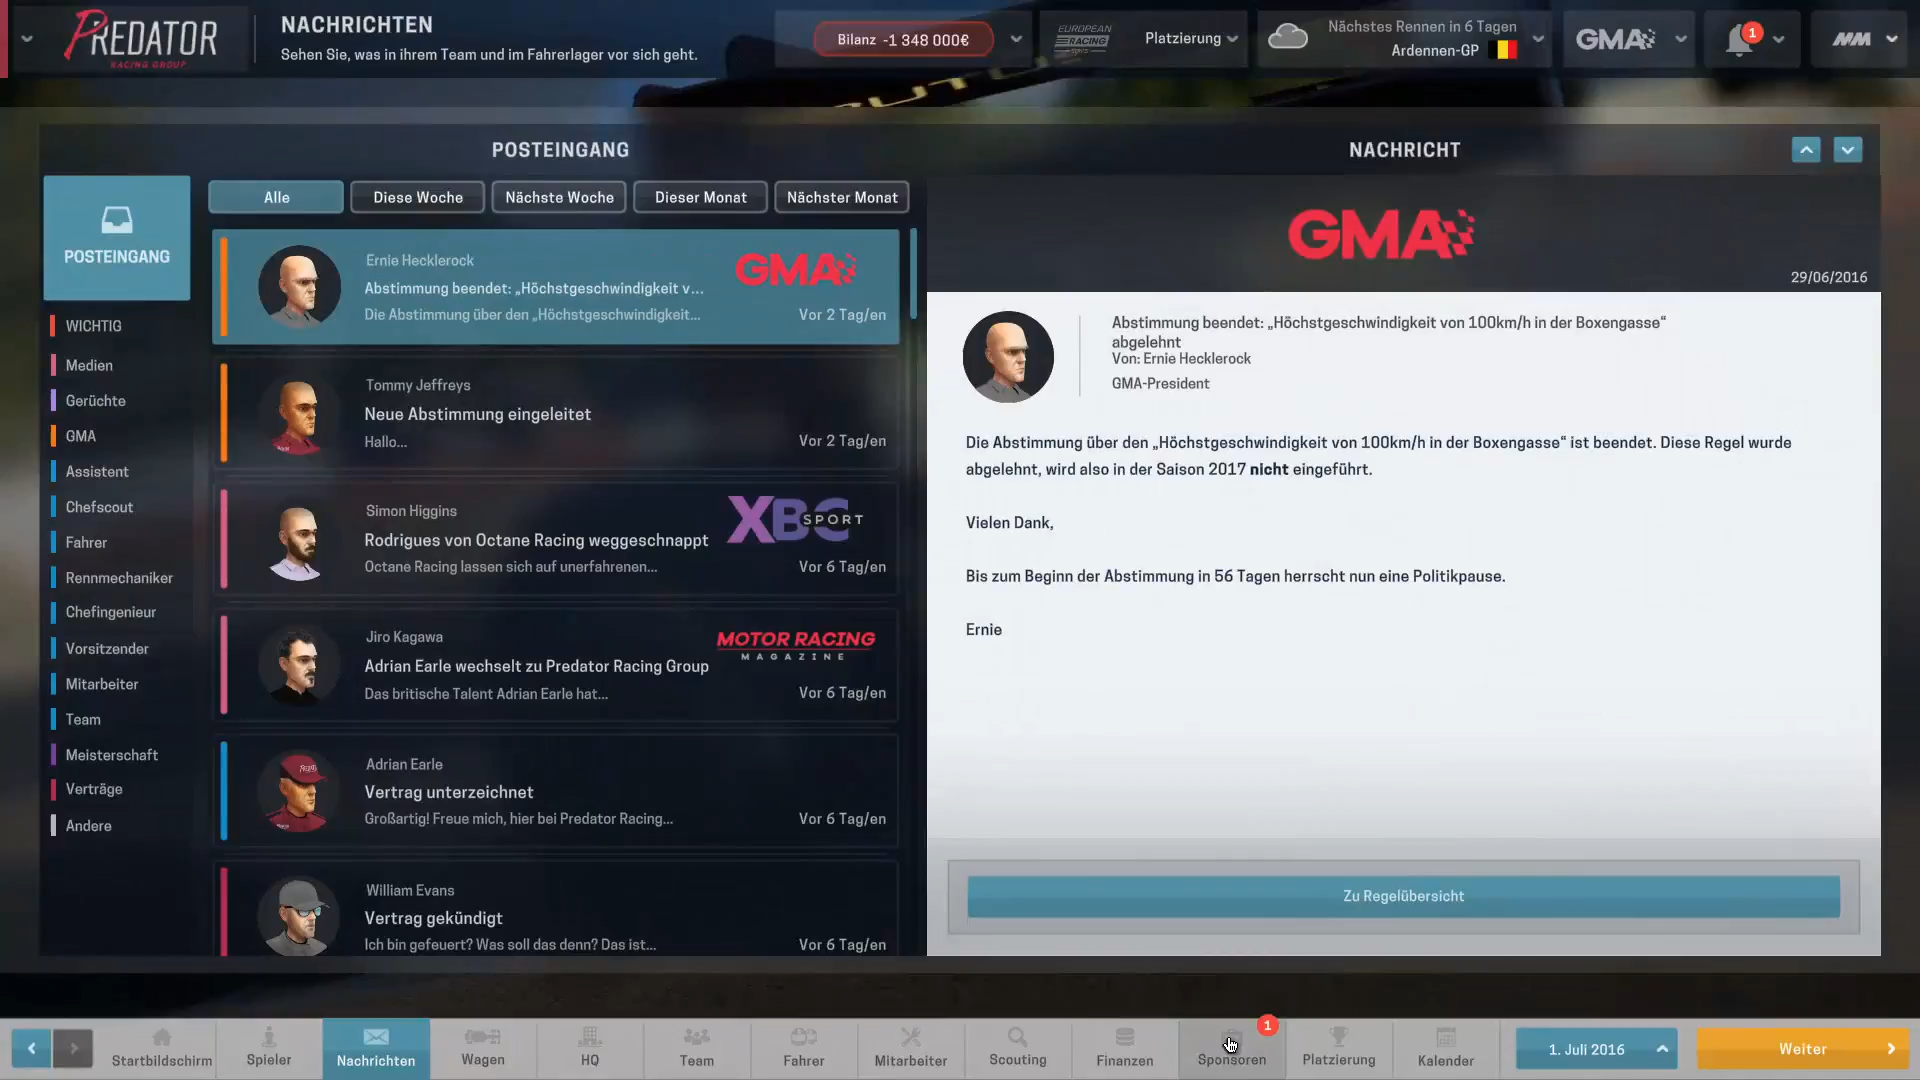 PREDATOR
RACING GROUP
NACHRICHTEN
Sehen Sie, was in ihrem Team und im Fahrerlager vor sich geht.
Bilanz -1 348 000€
EUROPEAN
RACING
Platzierung
Nächstes Rennen in 6 Tagen
Ardennen-GP
GMA
1
MM
POSTEINGANG
NACHRICHT
POSTEINGANG
WICHTIG
Medien
Gerüchte
GMA
Assistent
Chefscout
Fahrer
Rennmechaniker
Chefingenieur
Vorsitzender
Mitarbeiter
Team
Meisterschaft
Verträge
Andere
Alle
Diese Woche
Nächste Woche
Dieser Monat
Nächster Monat
Ernie Hecklerock
Abstimmung beendet: „Höchstgeschwindigkeit v...
Die Abstimmung über den „Höchstgeschwindigkeit...
GMA
Vor 2 Tag/en
Tommy Jeffreys
Neue Abstimmung eingeleitet
Hallo...
Vor 2 Tag/en
Simon Higgins
Rodrigues von Octane Racing weggeschnappt
Octane Racing lassen sich auf unerfahrenen...
XBC SPORT
Vor 6 Tag/en
Jiro Kagawa
Adrian Earle wechselt zu Predator Racing Group
Das britische Talent Adrian Earle hat...
MOTOR RACING
MAGAZINE
Vor 6 Tag/en
Adrian Earle
Vertrag unterzeichnet
Großartig! Freue mich, hier bei Predator Racing...
Vor 6 Tag/en
William Evans
Vertrag gekündigt
Ich bin gefeuert? Was soll das denn? Das ist...
Vor 6 Tag/en
GMA
29/06/2016
Abstimmung beendet: „Höchstgeschwindigkeit von 100km/h in der Boxengasse“
abgelehnt
Von: Ernie Hecklerock
GMA-President
Die Abstimmung über den „Höchstgeschwindigkeit von 100km/h in der Boxengasse“ ist beendet. Diese Regel wurde
abgelehnt, wird also in der Saison 2017 nicht eingeführt.
Vielen Dank,
Bis zum Beginn der Abstimmung in 56 Tagen herrscht nun eine Politikpause.
Ernie
Zu Regelübersicht
Startbildschirm
Spieler
Nachrichten
Wagen
HQ
Team
Fahrer
Mitarbeiter
Scouting
Finanzen
1
Sponsoren
Platzierung
Kalender
1. Juli 2016
Weiter